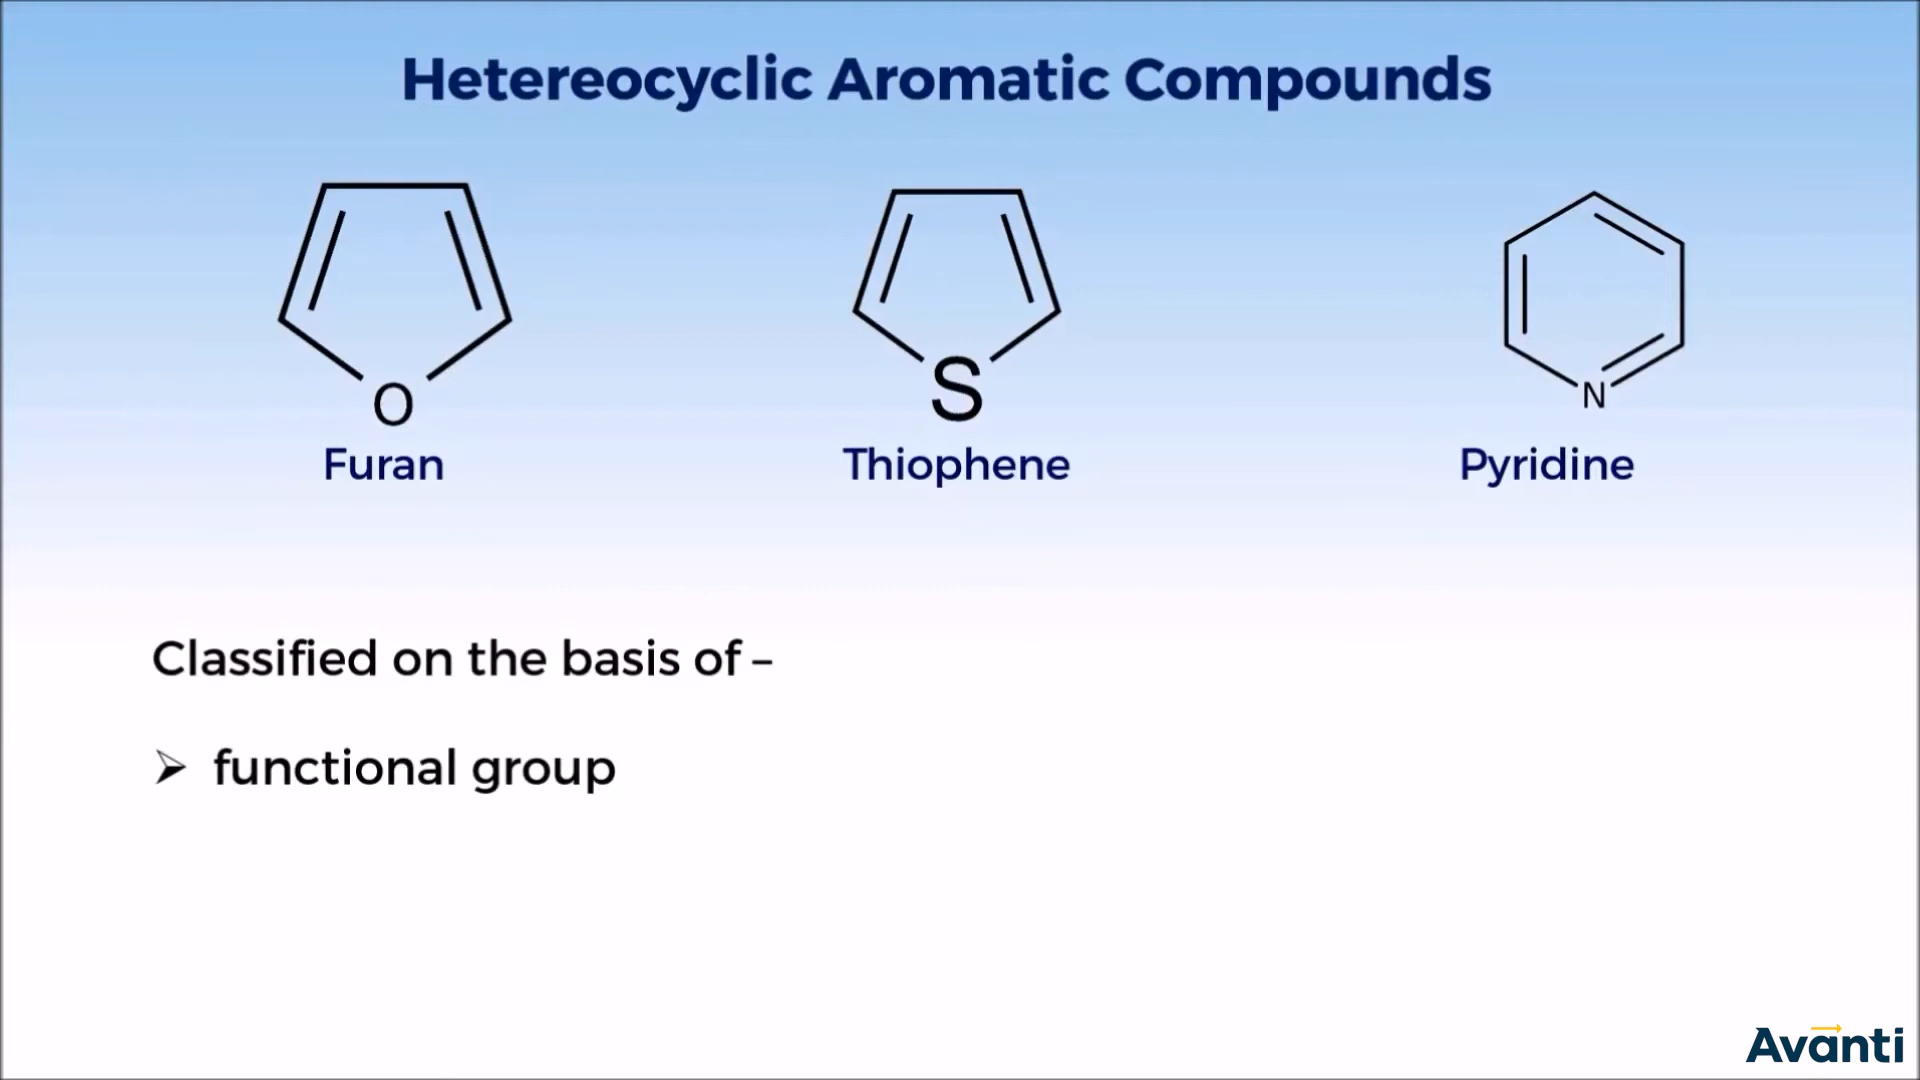 Hetereocyclic Aromatic Compounds
O
S
N
Furan
Thiophene
Pyridine
Classified on the basis of –
➢ functional group
Avanti